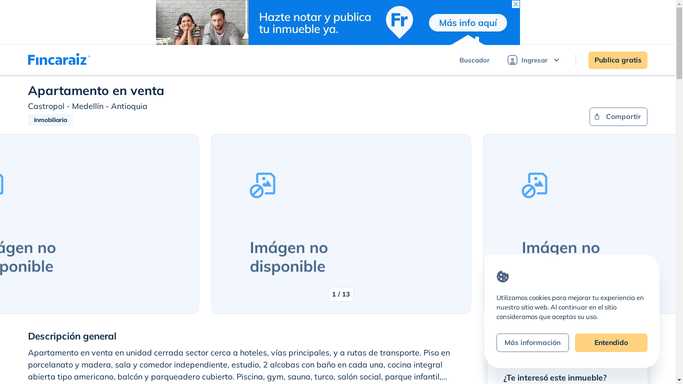 Hazte notar y publica
tu inmueble ya.
Fr
Más info aquí
Fincaraíz
Buscador
Ingresar
Publica gratis
Apartamento en venta
Castropol - Medellín - Antioquia
Inmobiliaria
Compartir
Imágen no
disponible
1 / 13
Imágen no
Utilizamos cookies para mejorar tu experiencia en
nuestro sitio web. Al continuar en el sitio
consideramos que aceptas su uso.
Más información
Entendido
Descripción general
Apartamento en venta en unidad cerrada sector cerca a hoteles, vías principales, y a rutas de transporte. Piso en
porcelanato y madera, sala y comedor independiente, estudio, 2 alcobas con baño en cada una, cocina integral
abierta tipo americano, balcón y parqueadero cubierto. Piscina, gym, sauna, turco, salón social, parque infantil,...
¿Te interesó este inmueble?